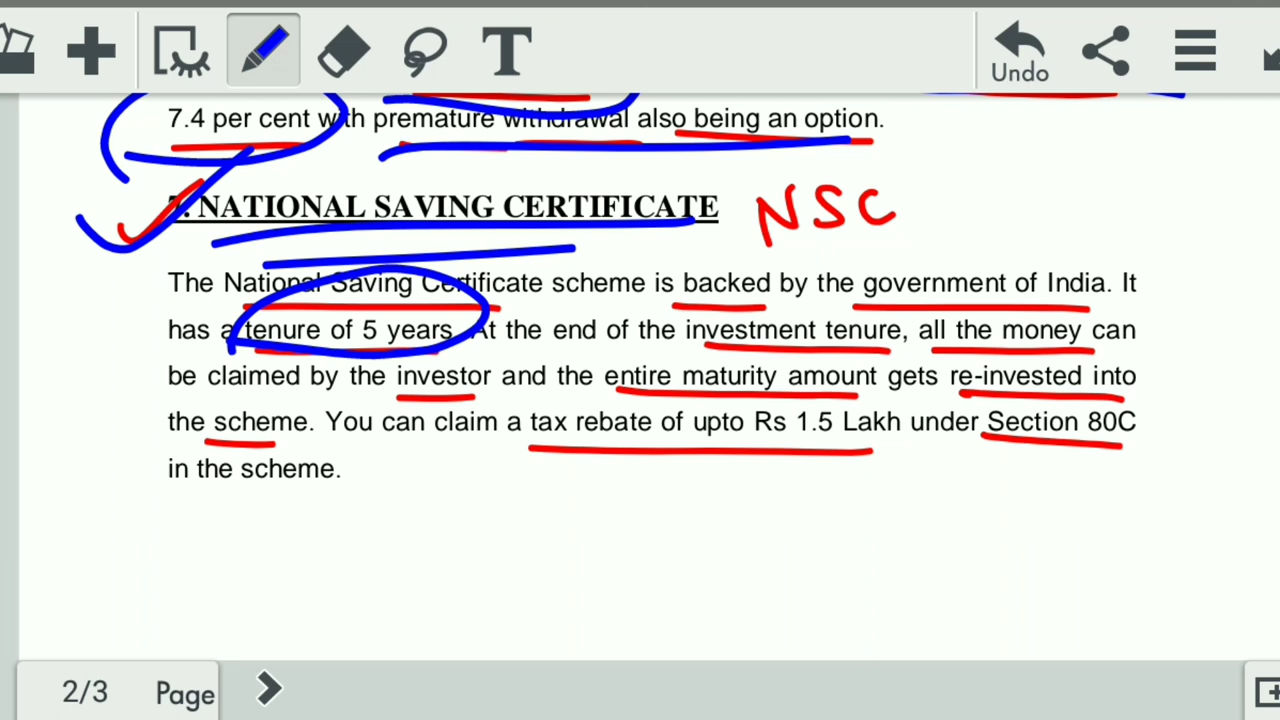 T
Undo
7.4 per cent with premature withdrawal also being an option.
7. NATIONAL SAVING CERTIFICATE NSC
The National Saving Certificate scheme is backed by the government of India. It
has a tenure of 5 years. At the end of the investment tenure, all the money can
be claimed by the investor and the entire maturity amount gets re-invested into
the scheme. You can claim a tax rebate of upto Rs 1.5 Lakh under Section 80C
in the scheme.
2/3 Page